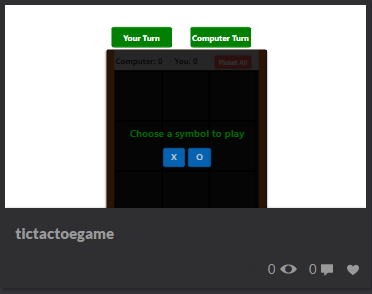 Your Turn Computer Turn
Computer: 0 You: 0 Reset All
Choose a symbol to play
X O
tictactoegame
0 0